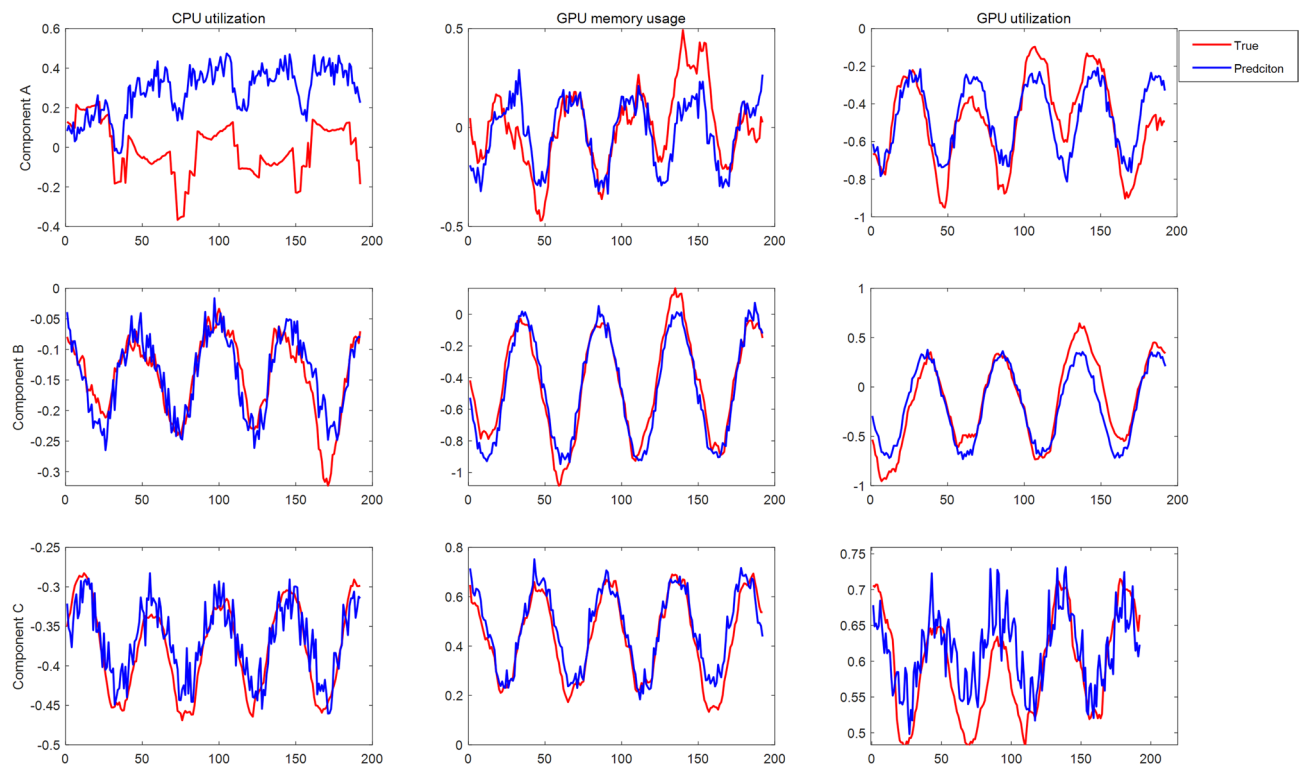 CPU utilization GPU memory usage GPU utilization
0.6 0.5 0
True
Predciton
0.4 -0.2
0.2 -0.4
Component A 0 0 -0.6
-0.2 -0.8
-0.4 -0.5 -1
0 50 100 150 200 0 50 100 150 200 0 50 100 150 200
0 1
-0.05 0
-0.1 -0.2 0.5
Component B -0.15 -0.4 0
-0.2 -0.6
-0.25 -0.8 -0.5
-0.3 -1 -1
0 50 100 150 200 0 50 100 150 200 0 50 100 150 200
-0.25 0.8 0.75
-0.3 0.6 0.7
-0.35 0.65
Component C 0.4 0.6
-0.4 0.55
-0.45 0.2 0.5
-0.5 0
0 50 100 150 200 0 50 100 150 200 0 50 100 150 200